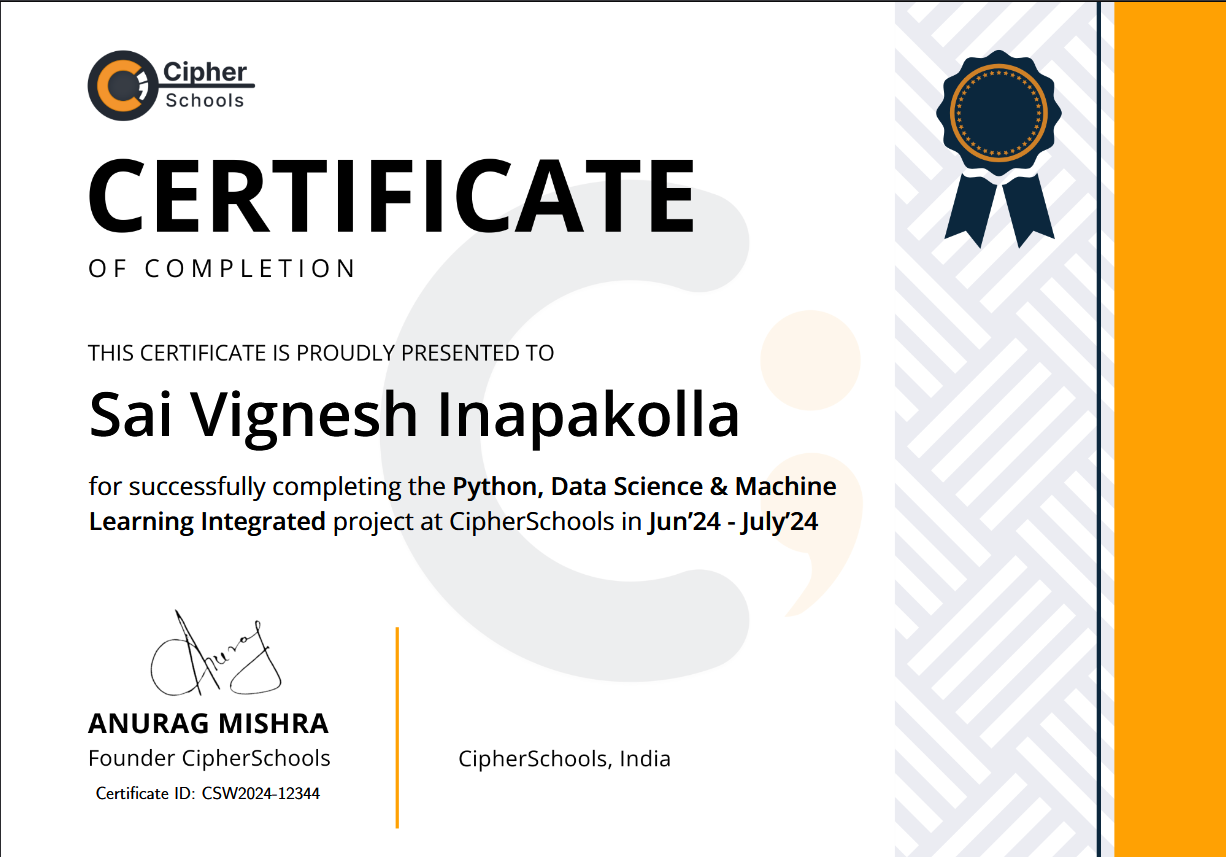 Cipher
Schools
CERTIFICATE
OF COMPLETION
THIS CERTIFICATE IS PROUDLY PRESENTED TO
Sai Vignesh Inapakolla
for successfully completing the Python, Data Science & Machine
Learning Integrated project at CipherSchools in Jun’24 - July’24
Anurag
ANURAG MISHRA
Founder CipherSchools
CipherSchools, India
Certificate ID: CSW2024-12344